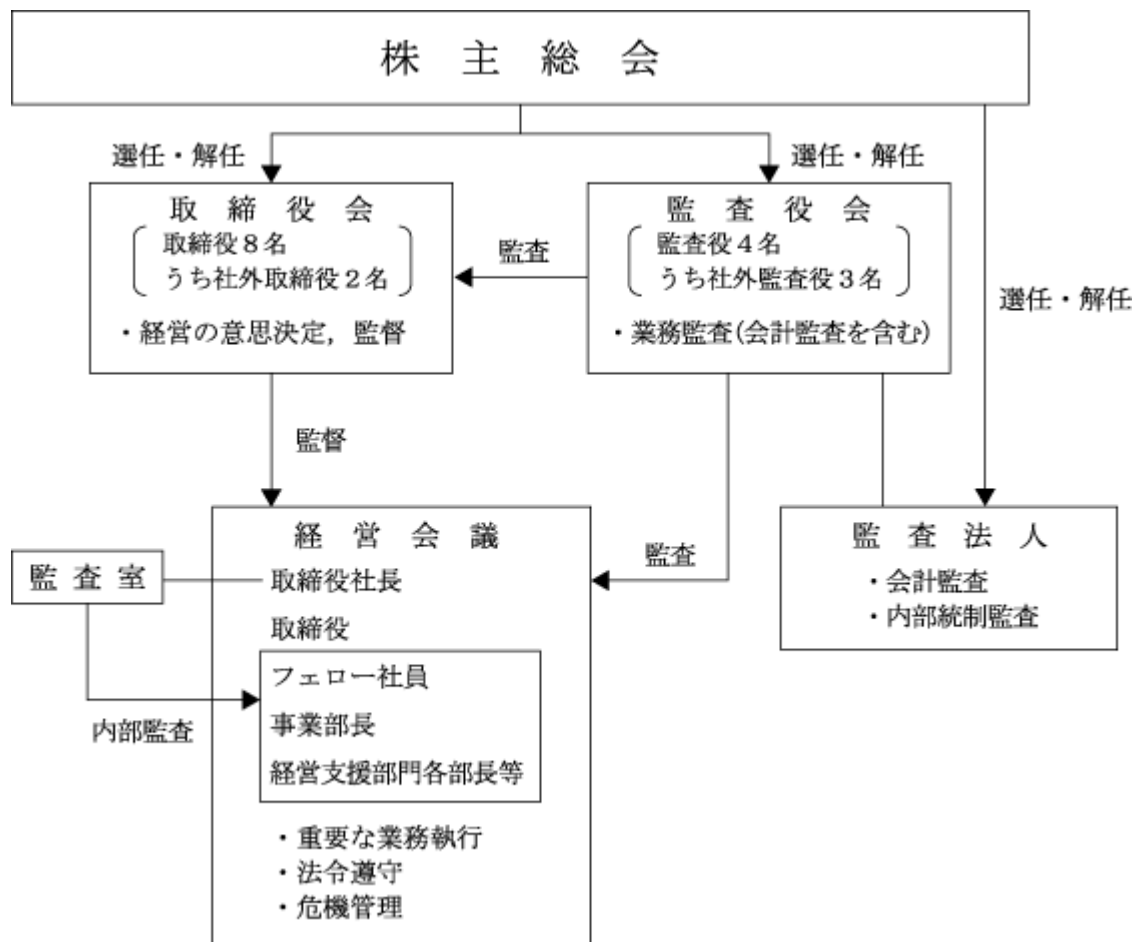 株主総会
選任・解任
選任・解任
取締役会
取締役8名
うち社外取締役2名
・経営の意思決定，監督
監査
監査役会
監査役4名
うち社外監査役3名
・業務監査(会計監査を含む)
選任・解任
監督
監査
経営会議
取締役社長
取締役
フェロー社員
事業部長
経営支援部門各部長等
・重要な業務執行
・法令遵守
・危機管理
監査室
内部監査
監査法人
・会計監査
・内部統制監査